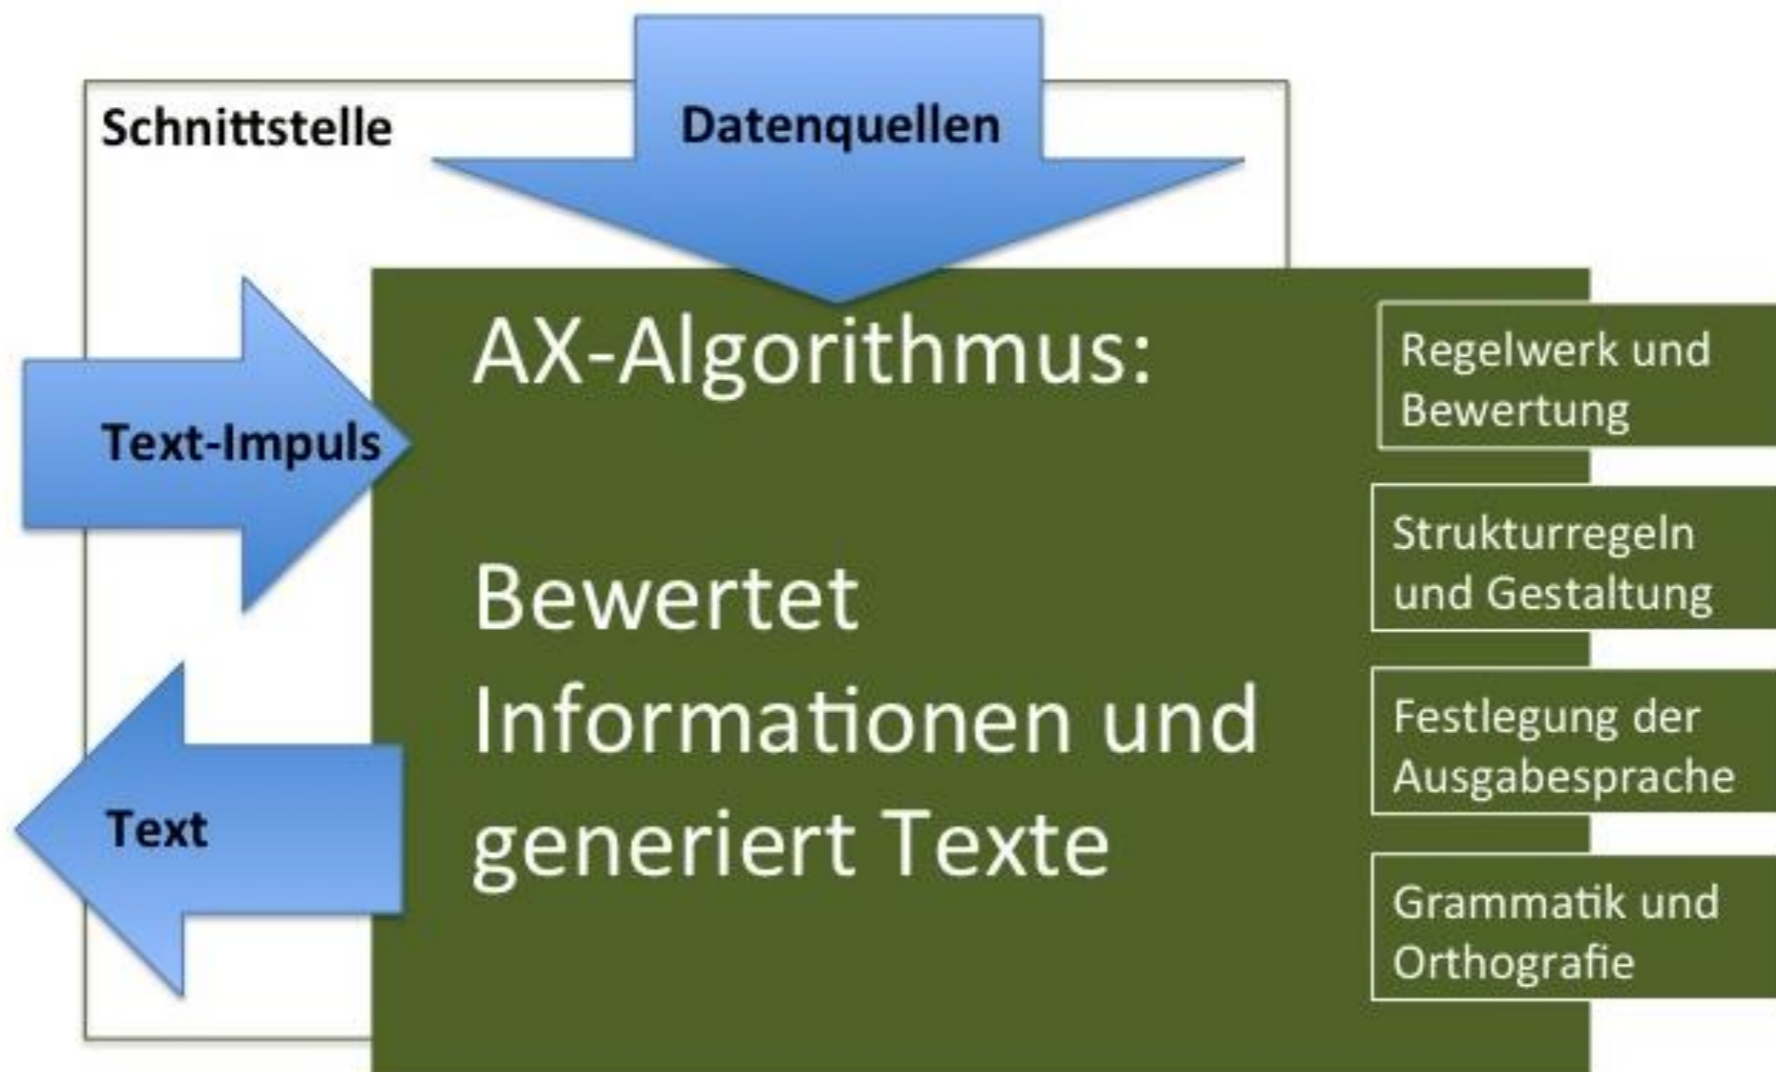 Schnittstelle
Datenquellen
Text-Impuls
Text
AX-Algorithmus:
Bewertet
Informationen und
generiert Texte
Regelwerk und
Bewertung
Strukturregeln
und Gestaltung
Festlegung der
Ausgabesprache
Grammatik und
Orthografie